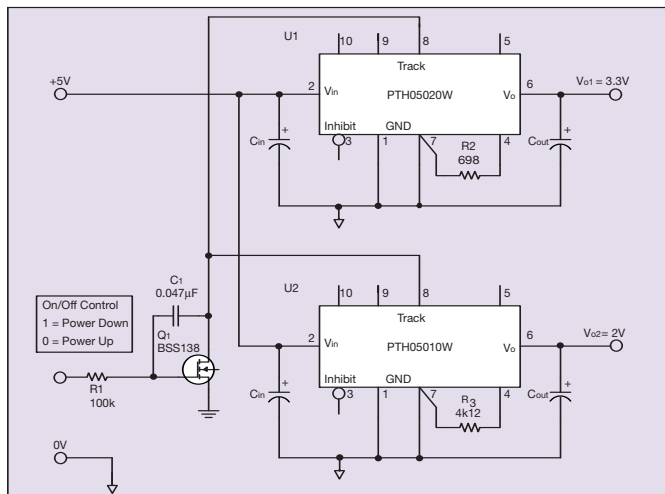 U1
10
9
8
5
Track
+5V
2
Vin
PTH05020W
Vo
6
Vo1 = 3.3V
Inhibit
GND
R2
698
Cin
+
3
1
7
4
Cout
+
C1
0.047µF
U2
10
9
8
5
Track
On/Off Control
1 = Power Down
0 = Power Up
Q1
BSS138
2
Vin
PTH05010W
Vo
6
Vo2 = 2V
Inhibit
GND
R3
4k12
R1
100k
Cin
+
3
1
7
4
Cout
+
0V